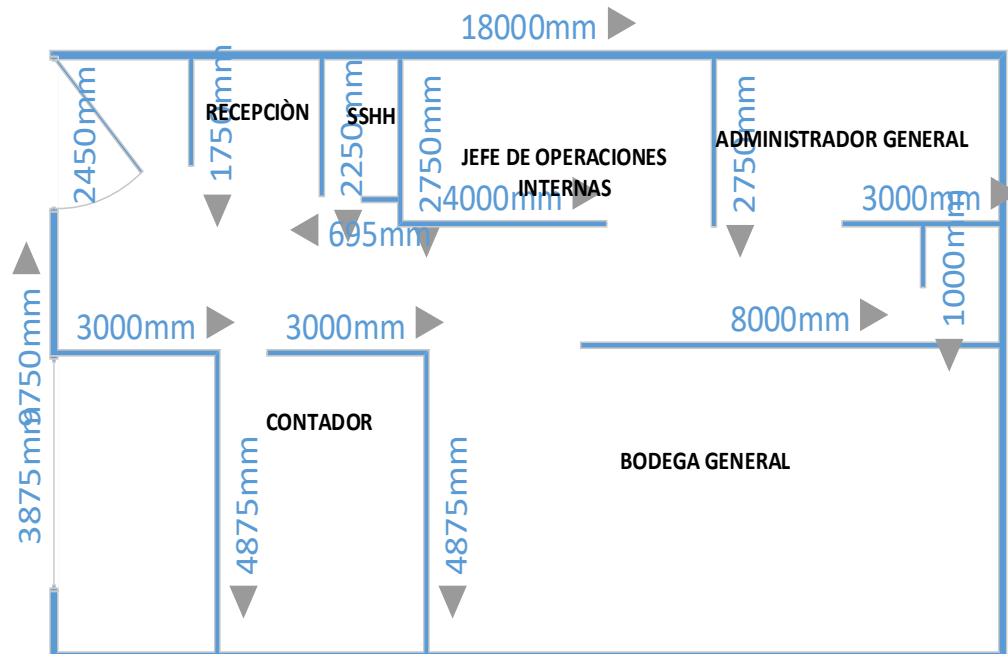 18000mm
2450mm
1750mm
RECEPCIÒN
2250mm
SSHH
2750mm
JEFE DE OPERACIONES
INTERNAS
4000mm
2750mm
ADMINISTRADOR GENERAL
3000mm
695mm
1000mm
3000mm
3000mm
8000mm
9750mm
3875mm
CONTADOR
BODEGA GENERAL
4875mm
4875mm